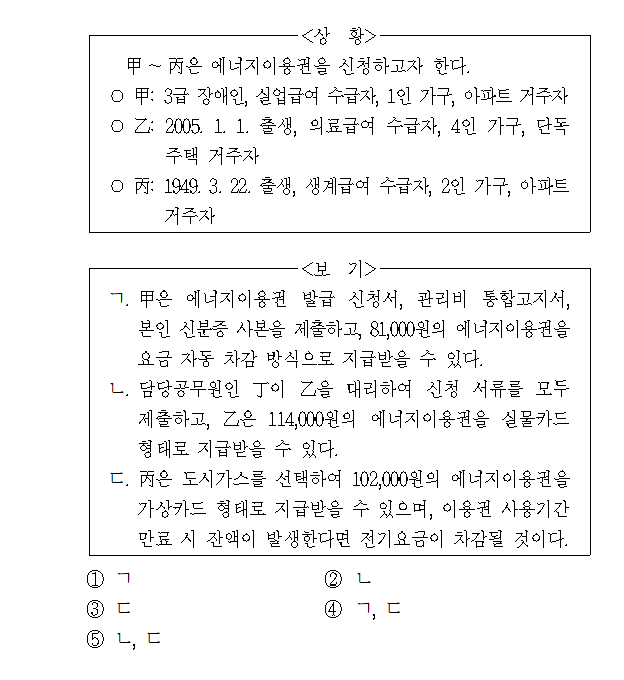 <상 황>
甲～丙은 에너지이용권을 신청하고자 한다.
○ 甲: 3급 장애인, 실업급여 수급자, 1인 가구, 아파트 거주자
○ 乙: 2005. 1. 1. 출생, 의료급여 수급자, 4인 가구, 단독
주택 거주자
○ 丙: 1949. 3. 22. 출생, 생계급여 수급자, 2인 가구, 아파트
거주자
<보 기>
ㄱ. 甲은 에너지이용권 발급 신청서, 관리비 통합고지서,
본인 신분증 사본을 제출하고, 81,000원의 에너지이용권을
요금 자동 차감 방식으로 지급받을 수 있다.
ㄴ. 담당공무원인 丁이 乙을 대리하여 신청 서류를 모두
제출하고, 乙은 114,000원의 에너지이용권을 실물카드
형태로 지급받을 수 있다.
ㄷ. 丙은 도시가스를 선택하여 102,000원의 에너지이용권을
가상카드 형태로 지급받을 수 있으며, 이용권 사용기간
만료 시 잔액이 발생한다면 전기요금이 차감될 것이다.
① ㄱ ② ㄴ
③ ㄷ ④ ㄱ, ㄷ
⑤ ㄴ, ㄷ